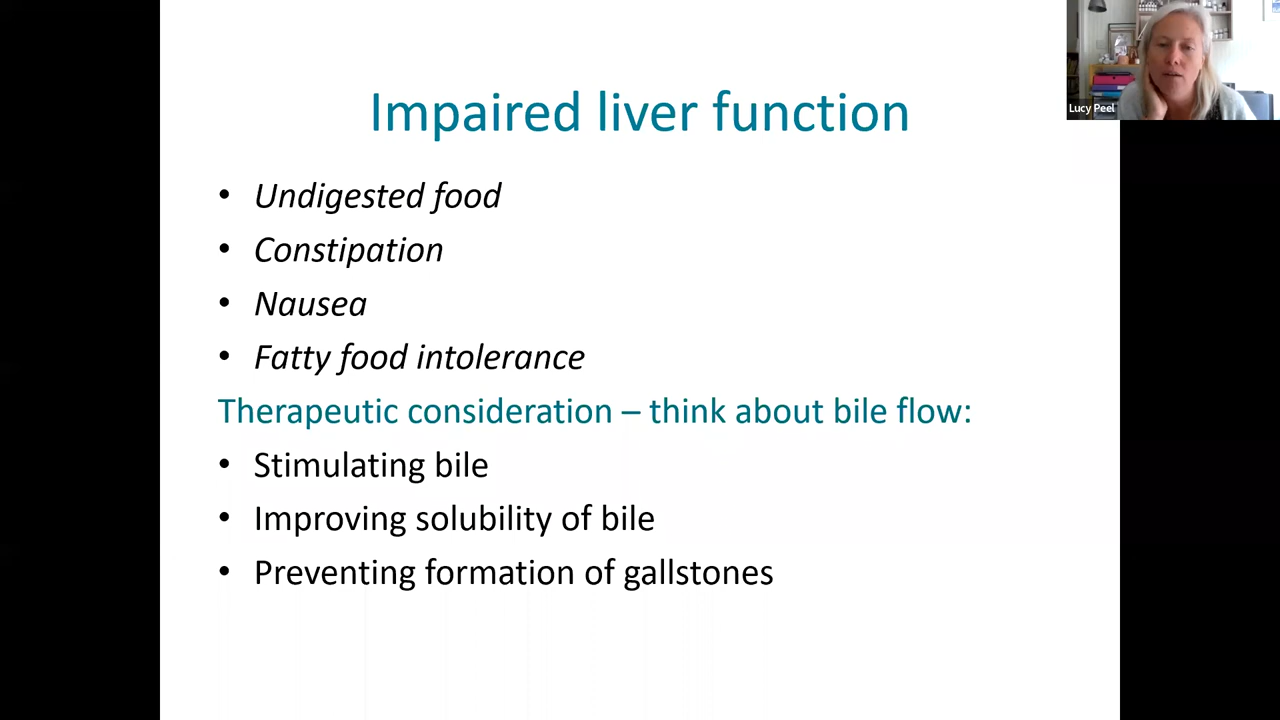 Impaired liver function
• Undigested food
• Constipation
• Nausea
• Fatty food intolerance
Therapeutic consideration – think about bile flow:
• Stimulating bile
• Improving solubility of bile
• Preventing formation of gallstones
Lucy Peel